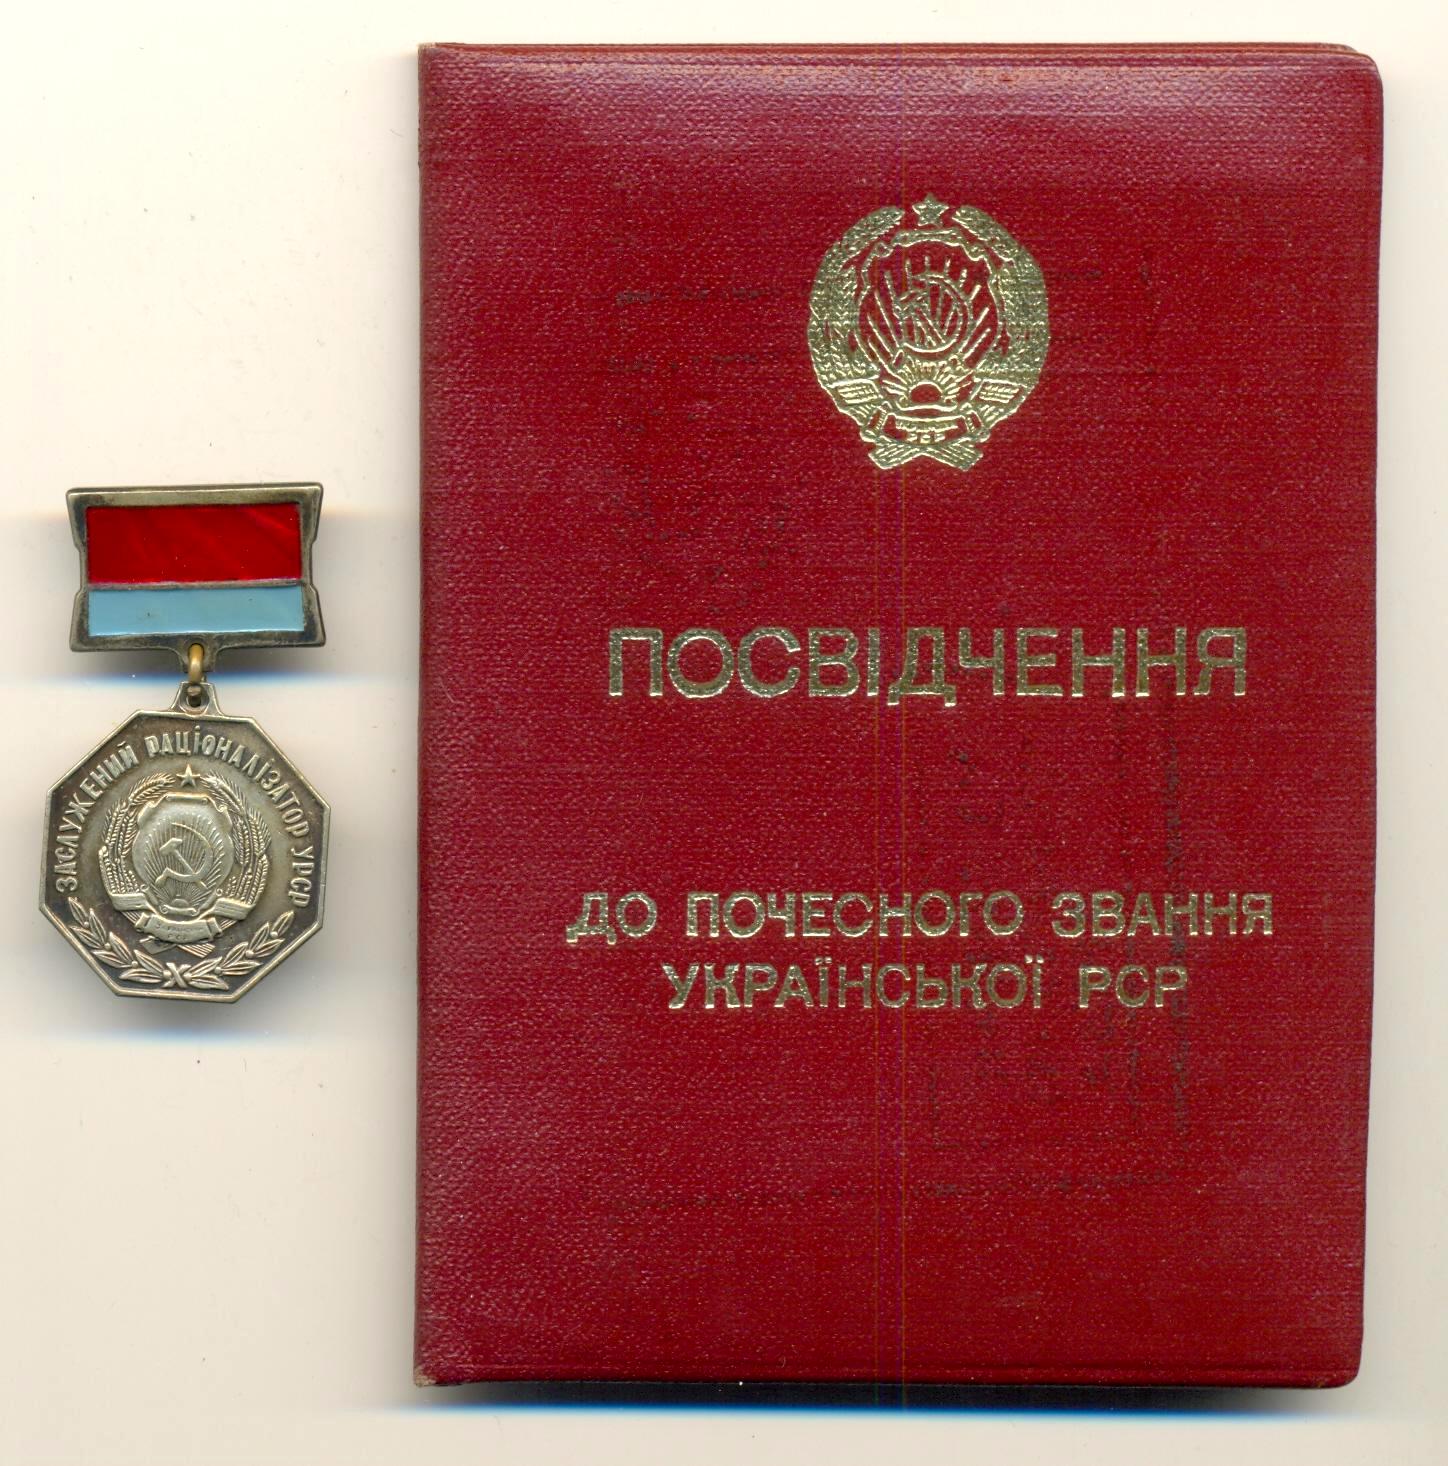 ЗАСЛУЖЕНИЙ РАЦІОНАЛІЗАТОР УРСР
ПОСВІДЧЕННЯ
ДО ПОЧЕСНОГО ЗВАННЯ
УКРАЇНСЬКОЇ РСР